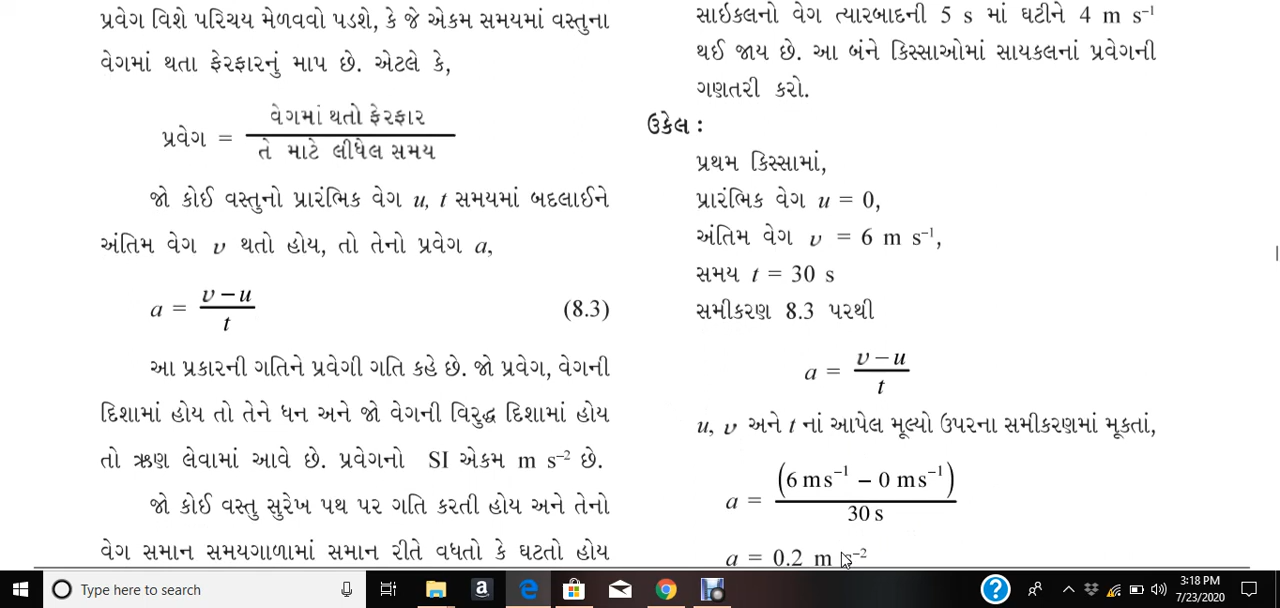 પ્રવેગ વિશે પરિચય મેળવવો પડશે, કે જે એકમ સમયમાં વસ્તુના
વેગમાં થતા ફેરફારનું માપ છે. એટલે કે,
પ્રવેગ = વેગમાં થતો ફેરફાર
તે માટે લીધેલ સમય
જો કોઈ વસ્તુનો પ્રારંભિક વેગ u, t સમયમાં બદલાઈને
અંતિમ વેગ v થતો હોય, તો તેનો પ્રવેગ a,
a = v – u
t
(8.3)
આ પ્રકારની ગતિને પ્રવેગી ગતિ કહે છે. જો પ્રવેગ, વેગની
દિશામાં હોય તો તેને ધન અને જો વેગની વિરુદ્ધ દિશામાં હોય
તો ઋણ લેવામાં આવે છે. પ્રવેગનો SI એકમ m s⁻² છે.
જો કોઈ વસ્તુ સુરેખ પથ પર ગતિ કરતી હોય અને તેનો
વેગ સમાન સમયગાળામાં સમાન રીતે વધતો કે ઘટતો હોય
સાઇકલનો વેગ ત્યારબાદની 5 s માં ઘટીને 4 m s⁻¹
થઈ જાય છે. આ બંને કિસ્સાઓમાં સાયકલનાં પ્રવેગની
ગણતરી કરો.
ઉકેલ :
પ્રથમ કિસ્સામાં,
પ્રારંભિક વેગ u = 0,
અંતિમ વેગ v = 6 m s⁻¹,
સમય t = 30 s
સમીકરણ 8.3 પરથી
a = v – u
t
u, v અને t નાં આપેલ મૂલ્યો ઉપરના સમીકરણમાં મૂકતાં,
a = (6 ms⁻¹ – 0 ms⁻¹)
30 s
a = 0.2 m s⁻²
Type here to search
3:18 PM
7/23/2020